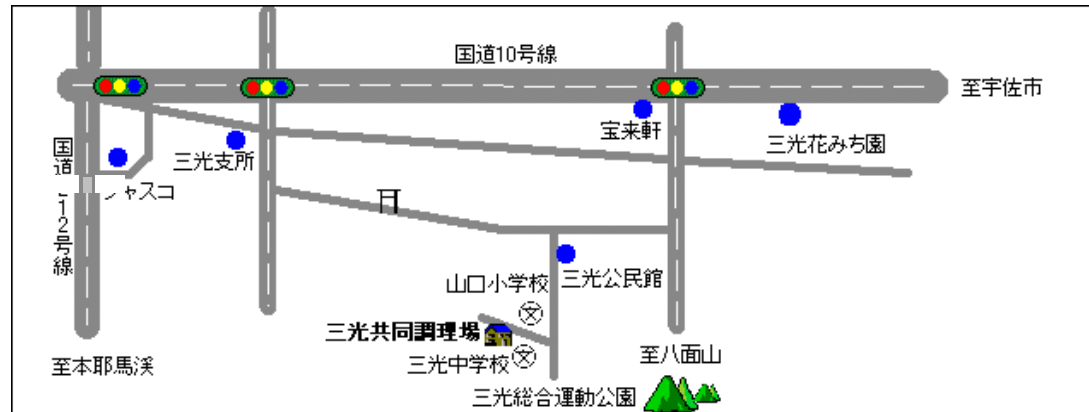 国道10号線
至宇佐市
宝来軒
三光花みち園
三光支所
国道
12号線
山口小学校
三光公民館
三光共同調理場
三光中学校
至八面山
至本耶馬渓
三光総合運動公園